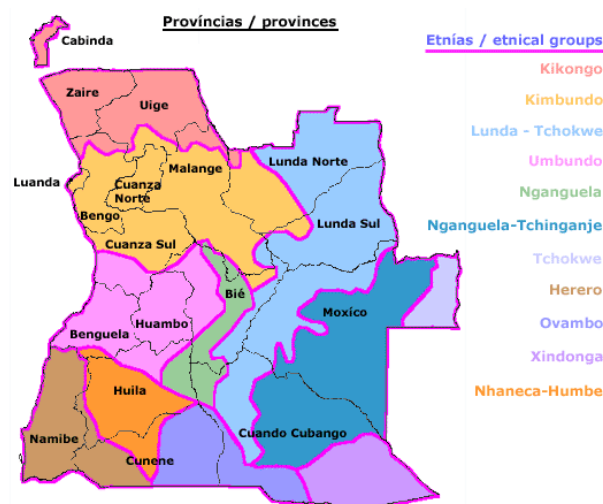 Províncias / provinces
Etnías / etnical groups
Cabinda
Kikongo
Zaire
Uige
Kimbundo
Lunda - Tchokwe
Lunda Norte
Malange
Umbundo
Luanda
Cuanza
Norte
Nganguela
Bengo
Lunda Sul
Nganguela-Tchinganje
Cuanza Sul
Tchokwe
Bié
Herero
Moxíco
Huambo
Ovambo
Benguela
Xindonga
Huila
Nhaneca-Humbe
Cuando Cubango
Namibe
Cunene